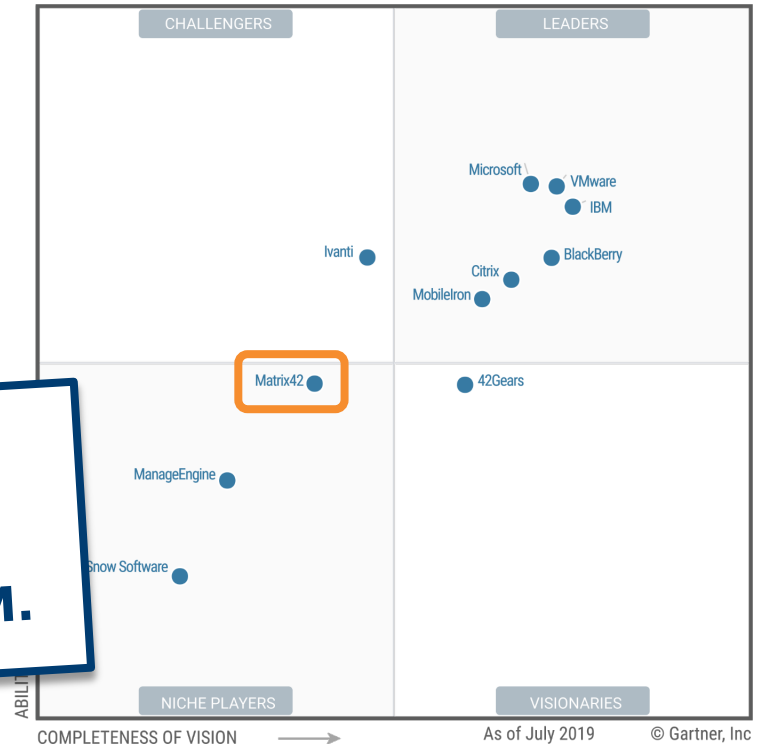 CHALLENGERS
LEADERS
Microsoft
VMware
IBM
Ivanti
BlackBerry
Citrix
MobileIron
Matrix42
42Gears
ManageEngine
Snow Software
NICHE PLAYERS
VISIONARIES
COMPLETENESS OF VISION
As of July 2019
© Gartner, Inc